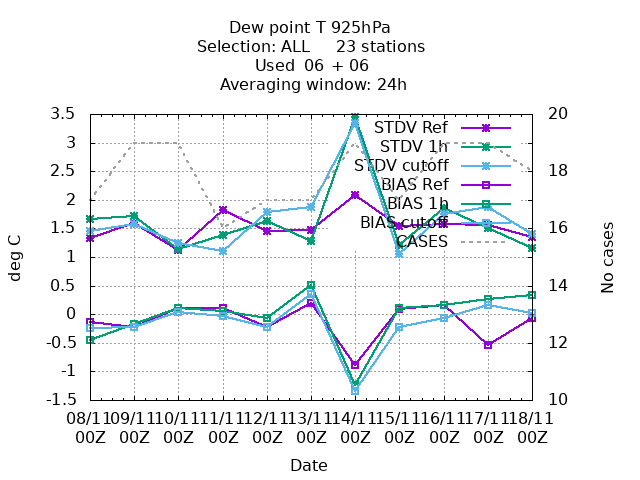 Dew point T 925hPa
Selection: ALL 23 stations
Used 06 + 06
Averaging window: 24h
3.5
3
2.5
2
1.5
1
0.5
0
-0.5
-1
-1.5
deg C
20
18
16
14
12
10
No cases
STDV Ref
STDV 1h
STDV cutoff
BIAS Ref
BIAS 1h
BIAS cutoff
CASES
08/11 09/11 10/11 11/11 12/11 13/11 14/11 15/11 16/11 17/11 18/11
00Z 00Z 00Z 00Z 00Z 00Z 00Z 00Z 00Z 00Z 00Z
Date